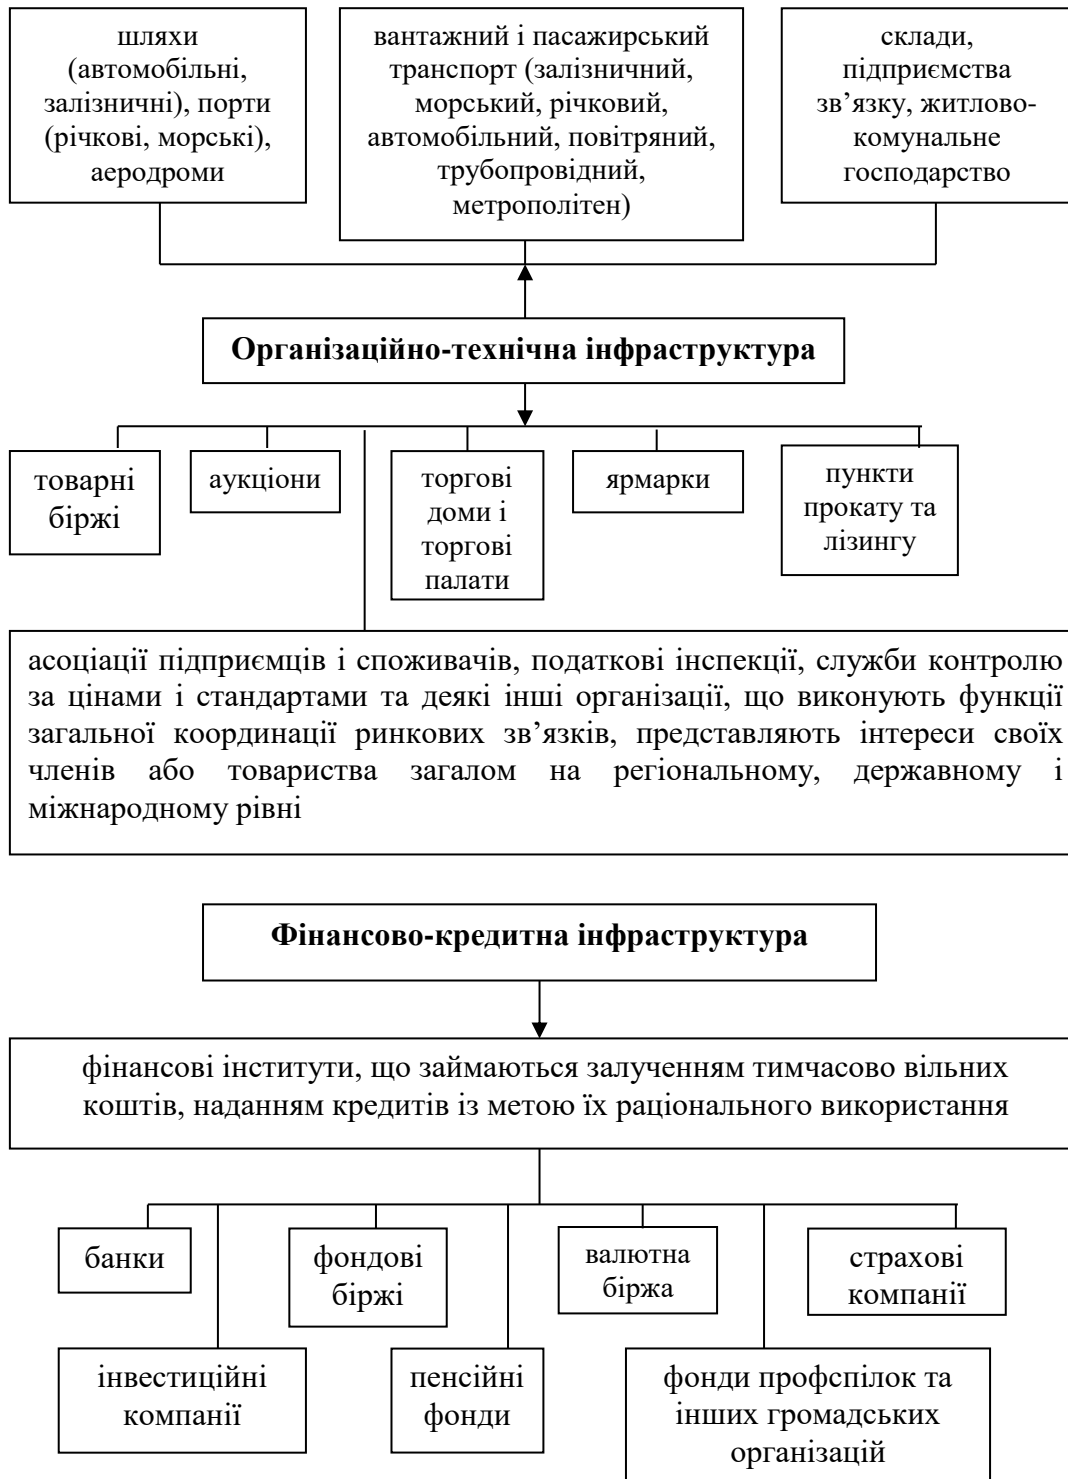 шляхи
(автомобільні,
залізничні), порти
(річкові, морські),
аеродроми
вантажний і пасажирський
транспорт (залізничний,
морський, річковий,
автомобільний, повітряний,
трубопровідний,
метрополітен)
склади,
підприємства
зв’язку, житлово-
комунальне
господарство
Організаційно-технічна інфраструктура
товарні
біржі
аукціони
торгові
доми і
торгові
палати
ярмарки
пункти
прокату та
лізингу
асоціації підприємців і споживачів, податкові інспекції, служби контролю
за цінами і стандартами та деякі інші організації, що виконують функції
загальної координації ринкових зв’язків, представляють інтереси своїх
членів або товариства загалом на регіональному, державному і
міжнародному рівні
Фінансово-кредитна інфраструктура
фінансові інститути, що займаються залученням тимчасово вільних
коштів, наданням кредитів із метою їх раціонального використання
банки
фондові
біржі
валютна
біржа
страхові
компанії
інвестиційні
компанії
пенсійні
фонди
фонди профспілок та
інших громадських
організацій